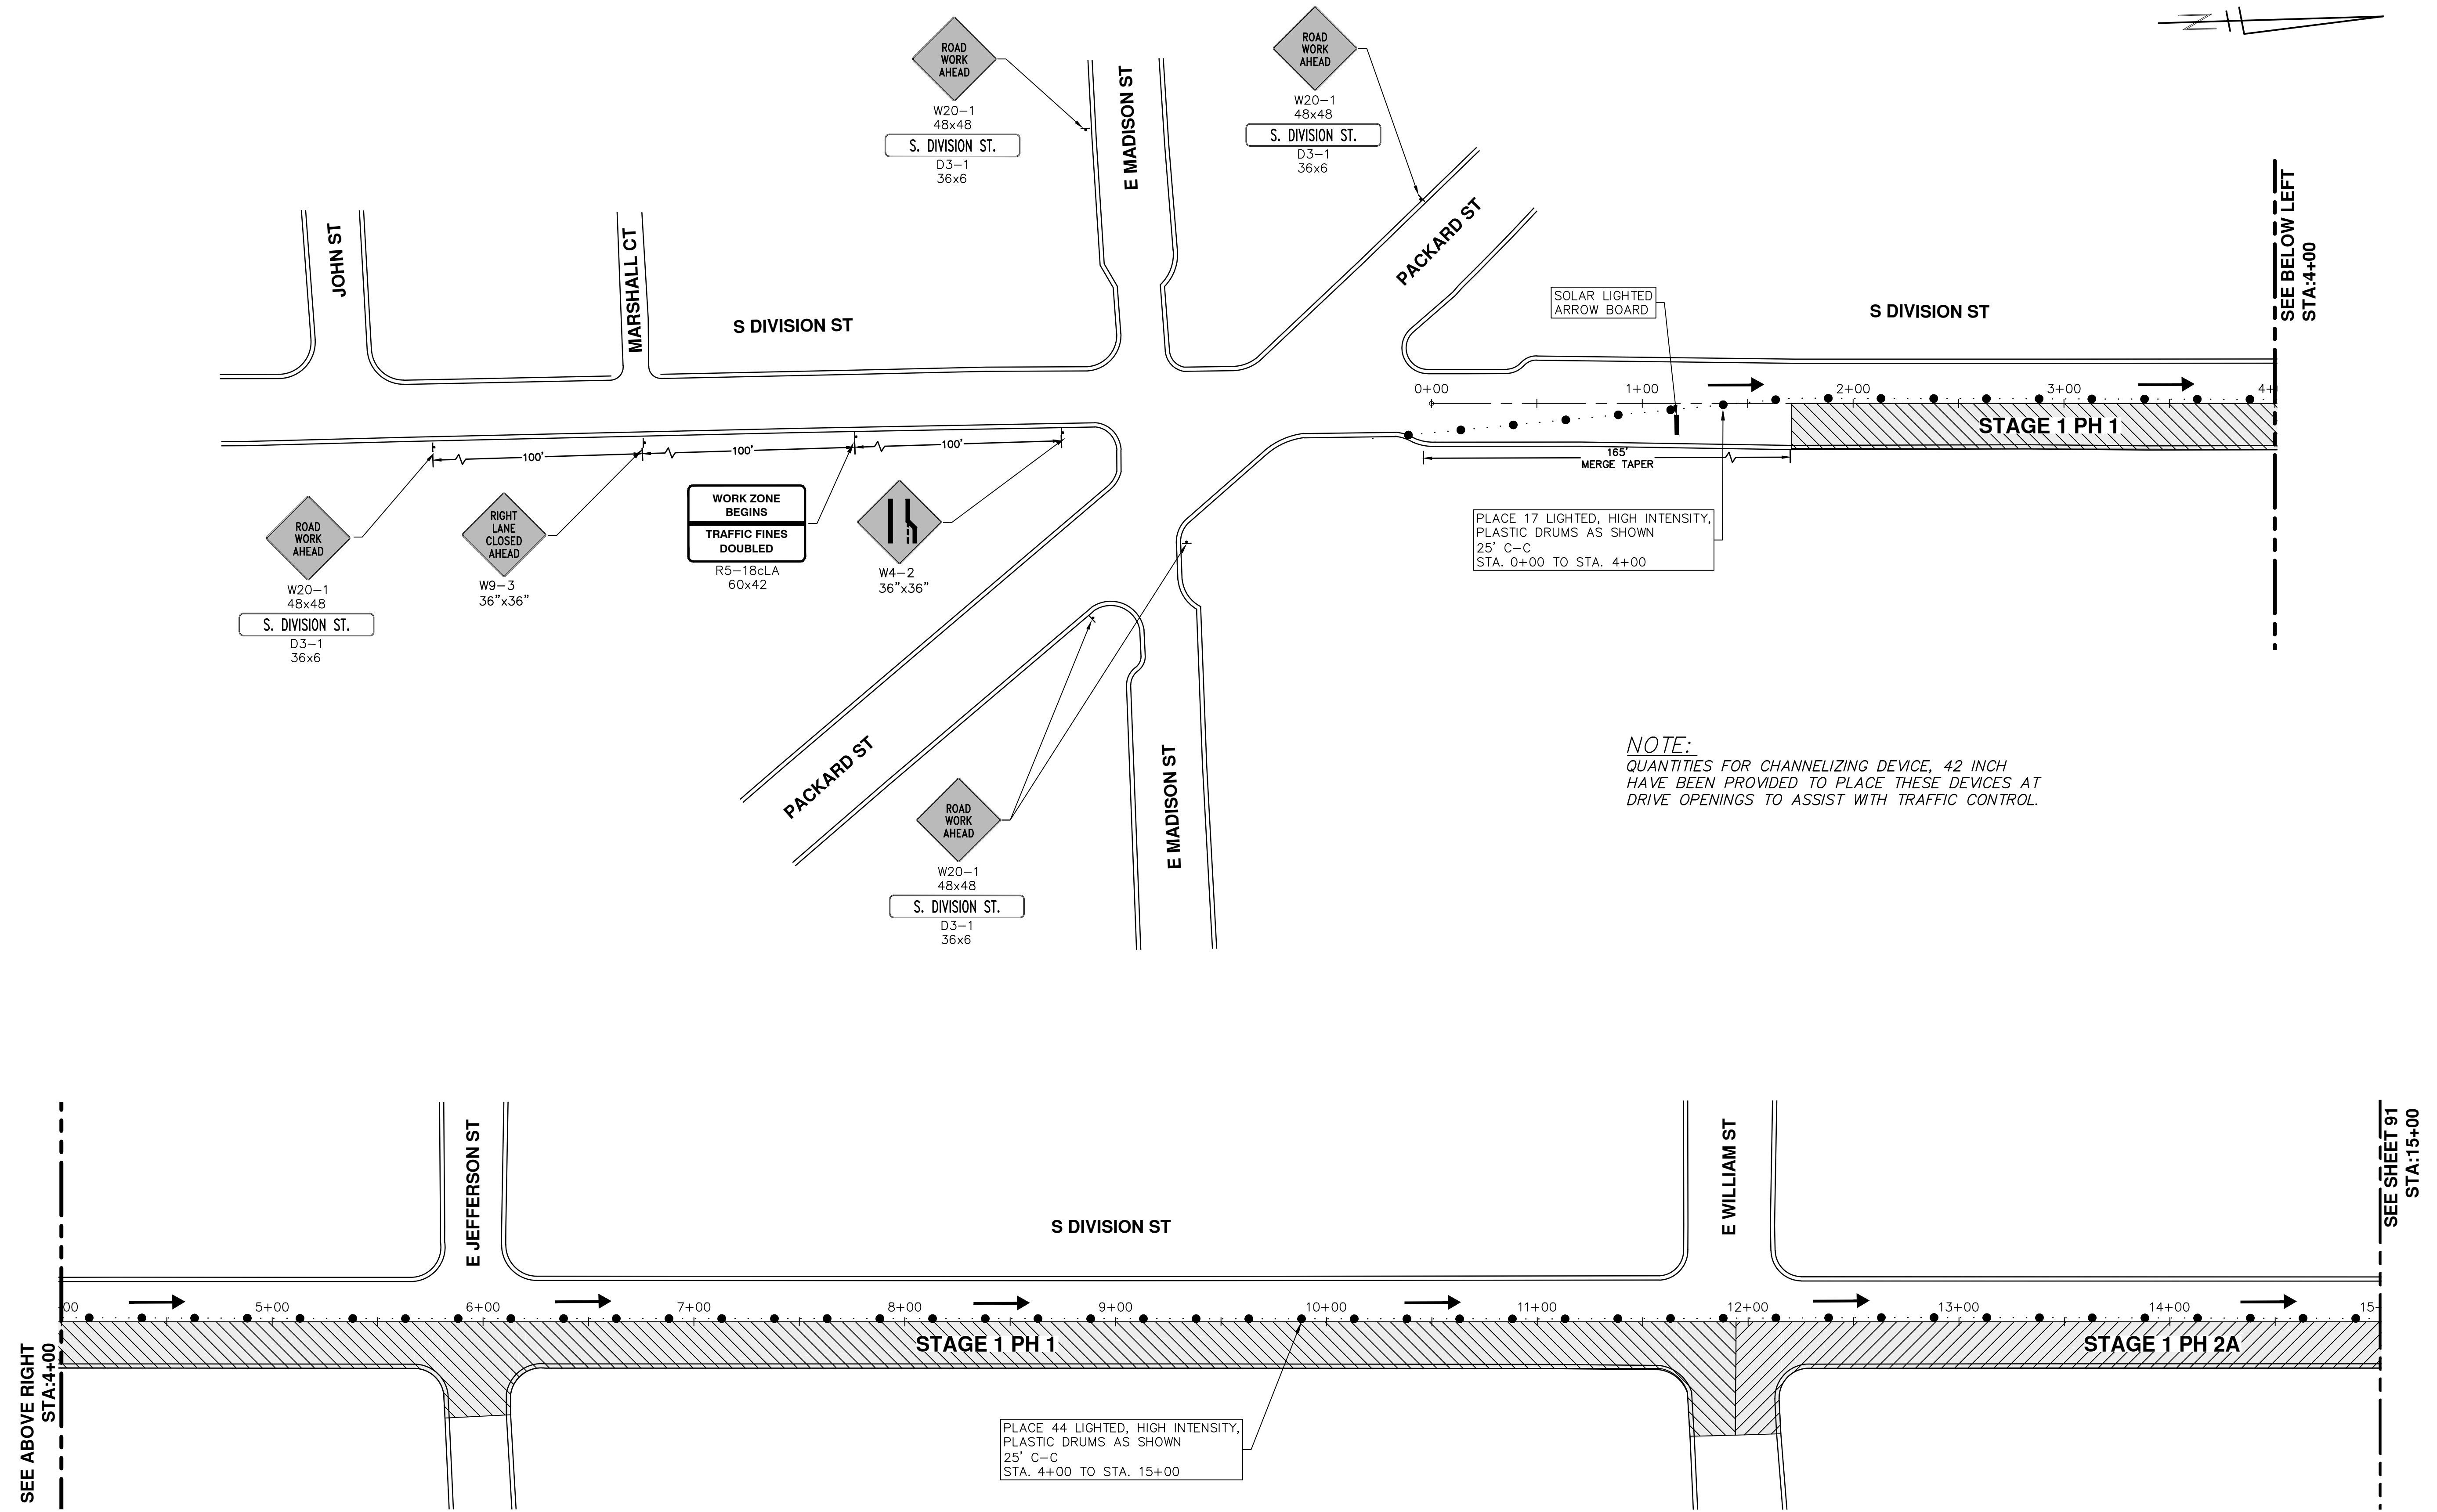 ROAD
WORK
AHEAD
W20-1
48x48
S. DIVISION ST.
D3-1
36x6
E MADISON ST
ROAD
WORK
AHEAD
W20-1
48x48
S. DIVISION ST.
D3-1
36x6
N
JOHN ST
MARSHALL CT
S DIVISION ST
PACKARD ST
SOLAR LIGHTED
ARROW BOARD
S DIVISION ST
SEE BELOW LEFT
STA:4+00
0+00
1+00
2+00
3+00
4+
STAGE 1 PH 1
100'
100'
100'
165'
MERGE TAPER
ROAD
WORK
AHEAD
W20-1
48x48
S. DIVISION ST.
D3-1
36x6
RIGHT
LANE
CLOSED
AHEAD
W9-3
36"x36"
WORK ZONE
BEGINS
TRAFFIC FINES
DOUBLED
R5-18cLA
60x42
W4-2
36"x36"
PLACE 17 LIGHTED, HIGH INTENSITY,
PLASTIC DRUMS AS SHOWN
25' C-C
STA. 0+00 TO STA. 4+00
PACKARD ST
E MADISON ST
ROAD
WORK
AHEAD
W20-1
48x48
S. DIVISION ST.
D3-1
36x6
NOTE:
QUANTITIES FOR CHANNELIZING DEVICE, 42 INCH
HAVE BEEN PROVIDED TO PLACE THESE DEVICES AT
DRIVE OPENINGS TO ASSIST WITH TRAFFIC CONTROL.
SEE ABOVE RIGHT
STA:4+00
E JEFFERSON ST
S DIVISION ST
E WILLIAM ST
SEE SHEET 91
STA:15+00
00
5+00
6+00
7+00
8+00
9+00
10+00
11+00
12+00
13+00
14+00
15
STAGE 1 PH 1
STAGE 1 PH 2A
PLACE 44 LIGHTED, HIGH INTENSITY,
PLASTIC DRUMS AS SHOWN
25' C-C
STA. 4+00 TO STA. 15+00